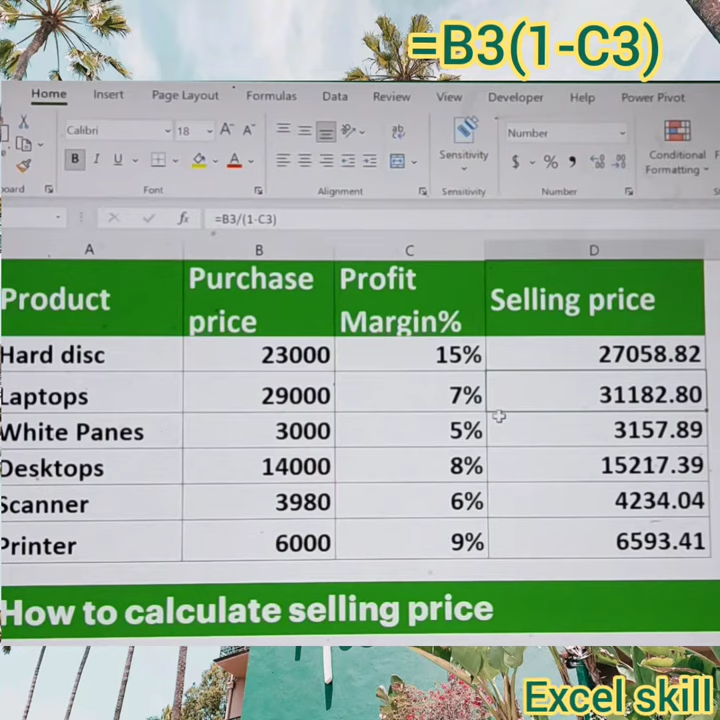 =B3(1-C3)
Home Insert Page Layout Formulas Data Review View Developer Help Power Pivot
Calibri 18 A A ab
B I U A Sensitivity Number $ % Conditional Formatting
Font Alignment Sensitivity Number
fx =B3/(1-C3)
A B C D
Product Purchase price Profit Margin% Selling price
Hard disc 23000 15% 27058.82
Laptops 29000 7% 31182.80
White Panes 3000 5% 3157.89
Desktops 14000 8% 15217.39
Scanner 3980 6% 4234.04
Printer 6000 9% 6593.41
How to calculate selling price
Excel skill